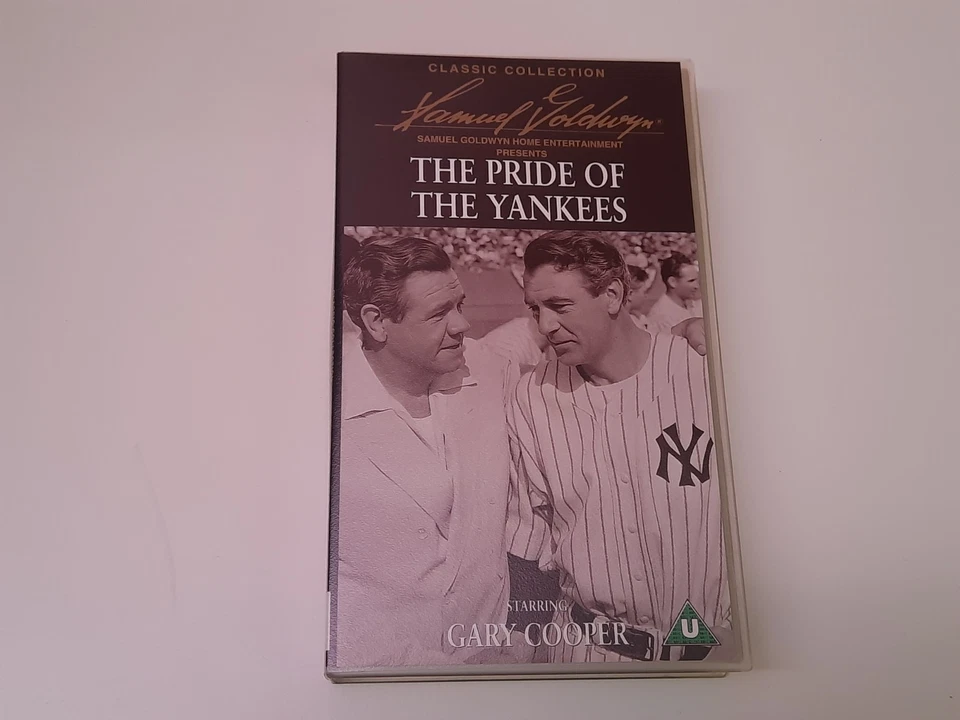 CLASSIC COLLECTION
Samuel Goldwyn®
SAMUEL GOLDWYN HOME ENTERTAINMENT
PRESENTS
THE PRIDE OF
THE YANKEES
NY
STARRING
GARY COOPER
U